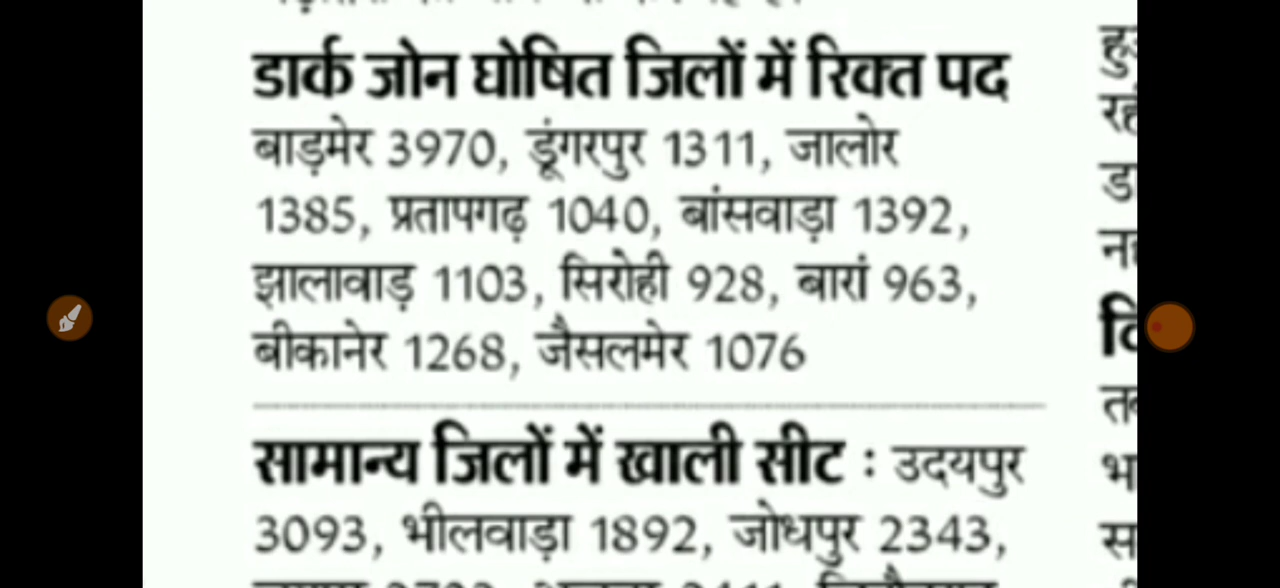 डार्क जोन घोषित जिलों में रिक्त पद
बाड़मेर 3970, डूंगरपुर 1311, जालोर
1385, प्रतापगढ़ 1040, बांसवाड़ा 1392,
झालावाड़ 1103, सिरोही 928, बारां 963,
बीकानेर 1268, जैसलमेर 1076
सामान्य जिलों में खाली सीट : उदयपुर
3093, भीलवाड़ा 1892, जोधपुर 2343,